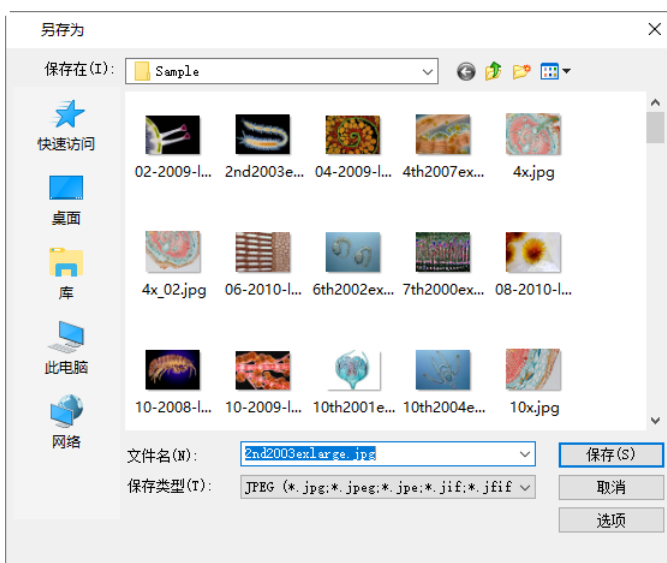 另存为
保存在(I):
Sample
快速访问
桌面
库
此电脑
网络
02-2009-l... 2nd2003e... 04-2009-l... 4th2007ex... 4x.jpg
4x_02.jpg 06-2010-l... 6th2002ex... 7th2000ex... 08-2010-l...
10-2008-l... 10-2009-l... 10th2001e... 10th2004e... 10x.jpg
文件名(N): 2nd2003exlarge.jpg 保存(S)
保存类型(T): JPEG (*.jpg;*.jpeg;*.jpe;*.jif;*.jfif 取消
选项